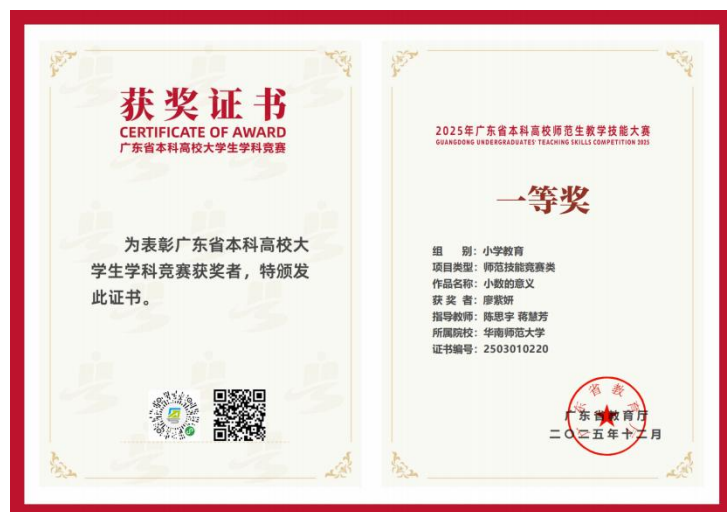 获奖证书
CERTIFICATE OF AWARD
广东省本科高校大学生学科竞赛
为表彰广东省本科高校大
学生学科竞赛获奖者，特颁发
此证书。
2025年广东省本科高校师范生教学技能大赛
GUANGDONG UNDERGRADUATES' TEACHING SKILLS COMPETITION 2025
一等奖
组 别：小学教育
项目类型：师范技能竞赛类
作品名称：小数的意义
获 奖 者：廖紫妍
指导教师：陈思宇 蒋慧芳
所属院校：华南师范大学
证书编号：2503010220
广东省教育厅
二〇二五年十二月